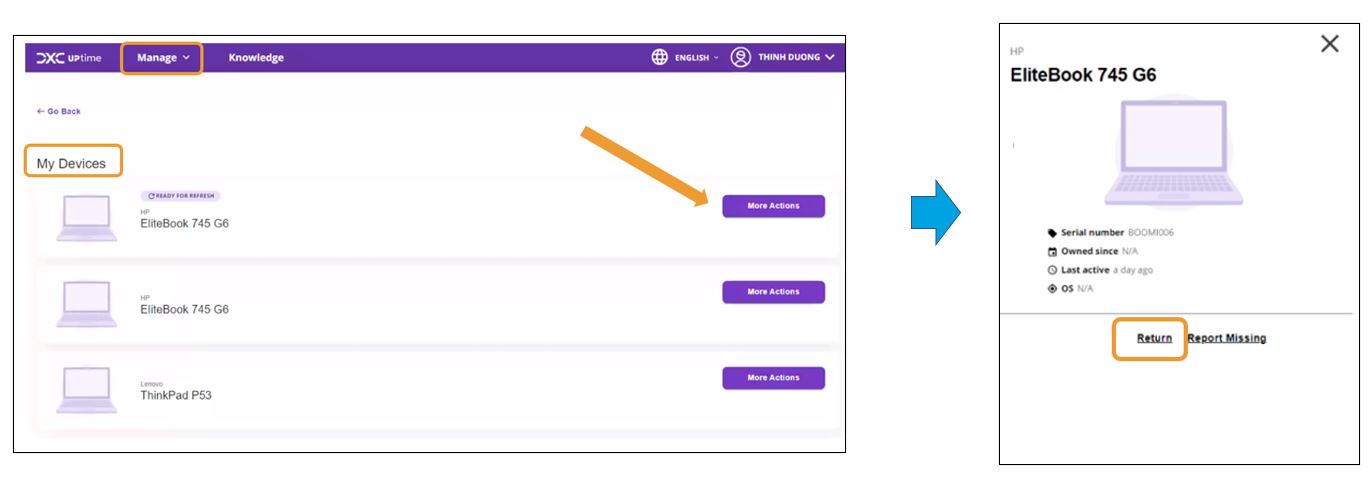 DXC UPtime Manage Knowledge ENGLISH THINH DUONG
← Go Back
My Devices
READY FOR REFRESH
HP
EliteBook 745 G6
More Actions
HP
EliteBook 745 G6
More Actions
Lenovo
ThinkPad P53
More Actions
HP
EliteBook 745 G6
Serial number BOOMI006
Owned since N/A
Last active a day ago
OS N/A
Return Report Missing